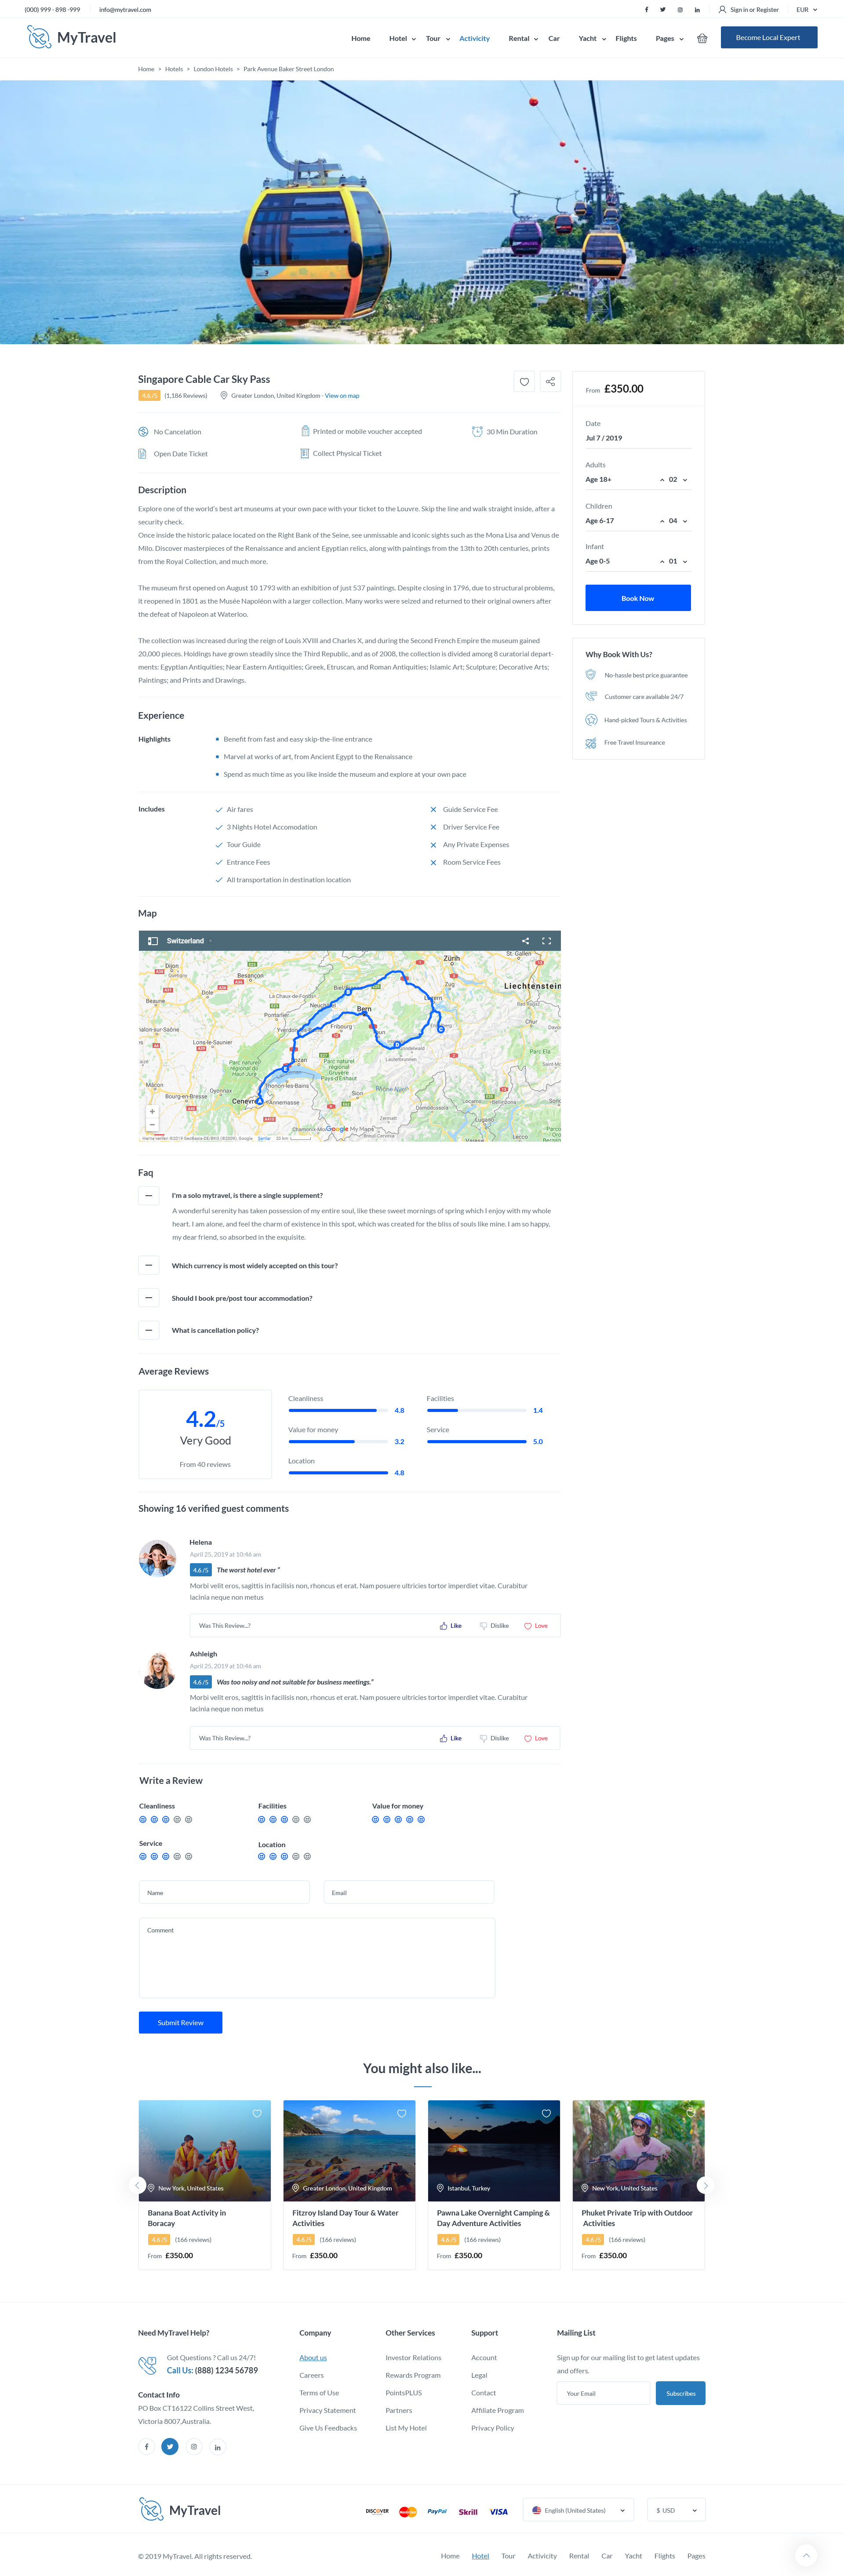 (000) 999 - 898 -999
info@mytravel.com
Sign in or Register
EUR
MyTravel
Home
Hotel
Tour
Activicity
Rental
Car
Yacht
Flights
Pages
Become Local Expert
Home > Hotels > London Hotels > Park Avenue Baker Street London
Singapore Cable Car Sky Pass
4.6 /5 (1,186 Reviews) Greater London, United Kingdom - View on map
No Cancelation
Printed or mobile voucher accepted
30 Min Duration
Open Date Ticket
Collect Physical Ticket
Description
Explore one of the world's best art museums at your own pace with your ticket to the Louvre. Skip the line and walk straight inside, after a
security check.
Once inside the historic palace located on the Right Bank of the Seine, see unmissable and iconic sights such as the Mona Lisa and Venus de
Milo. Discover masterpieces of the Renaissance and ancient Egyptian relics, along with paintings from the 13th to 20th centuries, prints
from the Royal Collection, and much more.
The museum first opened on August 10 1793 with an exhibition of just 537 paintings. Despite closing in 1796, due to structural problems,
it reopened in 1801 as the Musée Napoléon with a larger collection. Many works were seized and returned to their original owners after
the defeat of Napoleon at Waterloo.
The collection was increased during the reign of Louis XVIII and Charles X, and during the Second French Empire the museum gained
20,000 pieces. Holdings have grown steadily since the Third Republic, and as of 2008, the collection is divided among 8 curatorial depart-
ments: Egyptian Antiquities; Near Eastern Antiquities; Greek, Etruscan, and Roman Antiquities; Islamic Art; Sculpture; Decorative Arts;
Paintings; and Prints and Drawings.
From £350.00
Date
Jul 7 / 2019
Adults
Age 18+ 02
Children
Age 6-17 04
Infant
Age 0-5 01
Book Now
Why Book With Us?
No-hassle best price guarantee
Customer care available 24/7
Hand-picked Tours & Activities
Free Travel Insureance
Experience
Highlights
Benefit from fast and easy skip-the-line entrance
Marvel at works of art, from Ancient Egypt to the Renaissance
Spend as much time as you like inside the museum and explore at your own pace
Includes
Air fares
3 Nights Hotel Accomodation
Tour Guide
Entrance Fees
All transportation in destination location
Guide Service Fee
Driver Service Fee
Any Private Expenses
Room Service Fees
Map
Switzerland
Zürich
St. Gallen
Liechtenstein
Dijon
Besançon
Dole
Beaune
Biel/Bienne
La Chaux-de-Fonds
Bern
Luzern
Zug
Chur
Fribourg
Thun
Yverdon-les-Bains
Lauterbrunnen
Parc Ela
Parc naturel
régional
Gruyère
Thonon-les-Bains
Annemasse
Oyonnax
Domodossola
Lugano
Varese
Lecco
Chamonix
Google My Maps
Faq
I'm a solo mytravel, is there a single supplement?
A wonderful serenity has taken possession of my entire soul, like these sweet mornings of spring which I enjoy with my whole
heart. I am alone, and feel the charm of existence in this spot, which was created for the bliss of souls like mine. I am so happy,
my dear friend, so absorbed in the exquisite.
Which currency is most widely accepted on this tour?
Should I book pre/post tour accommodation?
What is cancellation policy?
Average Reviews
4.2/5
Very Good
From 40 reviews
Cleanliness
4.8
Facilities
1.4
Value for money
3.2
Service
5.0
Location
4.8
Showing 16 verified guest comments
Helena
April 25, 2019 at 10:46 am
4.6 /5 The worst hotel ever "
Morbi velit eros, sagittis in facilisis non, rhoncus et erat. Nam posuere ultricies tortor imperdiet vitae. Curabitur
lacinia neque non metus
Was This Review...? Like Dislike Love
Ashleigh
April 25, 2019 at 10:46 am
4.6 /5 Was too noisy and not suitable for business meetings."
Morbi velit eros, sagittis in facilisis non, rhoncus et erat. Nam posuere ultricies tortor imperdiet vitae. Curabitur
lacinia neque non metus
Was This Review...? Like Dislike Love
Write a Review
Cleanliness
Facilities
Value for money
Service
Location
Name
Email
Comment
Submit Review
You might also like...
New York, United States
Banana Boat Activity in
Boracay
4.6 /5 (166 reviews)
From £350.00
Greater London, United Kingdom
Fitzroy Island Day Tour & Water
Activities
4.6 /5 (166 reviews)
From £350.00
Istanbul, Turkey
Pawna Lake Overnight Camping &
Day Adventure Activities
4.6 /5 (166 reviews)
From £350.00
New York, United States
Phuket Private Trip with Outdoor
Activities
4.6 /5 (166 reviews)
From £350.00
Need MyTravel Help?
Got Questions ? Call us 24/7!
Call Us: (888) 1234 56789
Contact Info
PO Box CT16122 Collins Street West,
Victoria 8007,Australia.
Company
About us
Careers
Terms of Use
Privacy Statement
Give Us Feedbacks
Other Services
Investor Relations
Rewards Program
PointsPLUS
Partners
List My Hotel
Support
Account
Legal
Contact
Affiliate Program
Privacy Policy
Mailing List
Sign up for our mailing list to get latest updates
and offers.
Your Email
Subscribes
MyTravel
DISCOVER
PayPal
Skrill
VISA
English (United States)
$ USD
© 2019 MyTravel. All rights reserved.
Home
Hotel
Tour
Activicity
Rental
Car
Yacht
Flights
Pages